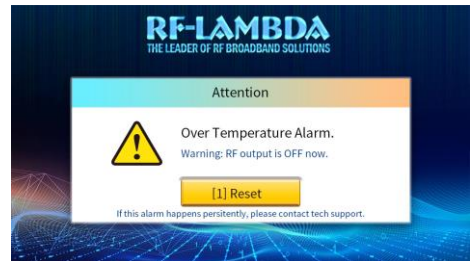 RF-LAMBDA
THE LEADER OF RF BROADBAND SOLUTIONS
Attention
Over Temperature Alarm.
Warning: RF output is OFF now.
[1] Reset
If this alarm happens persitently, please contact tech support.